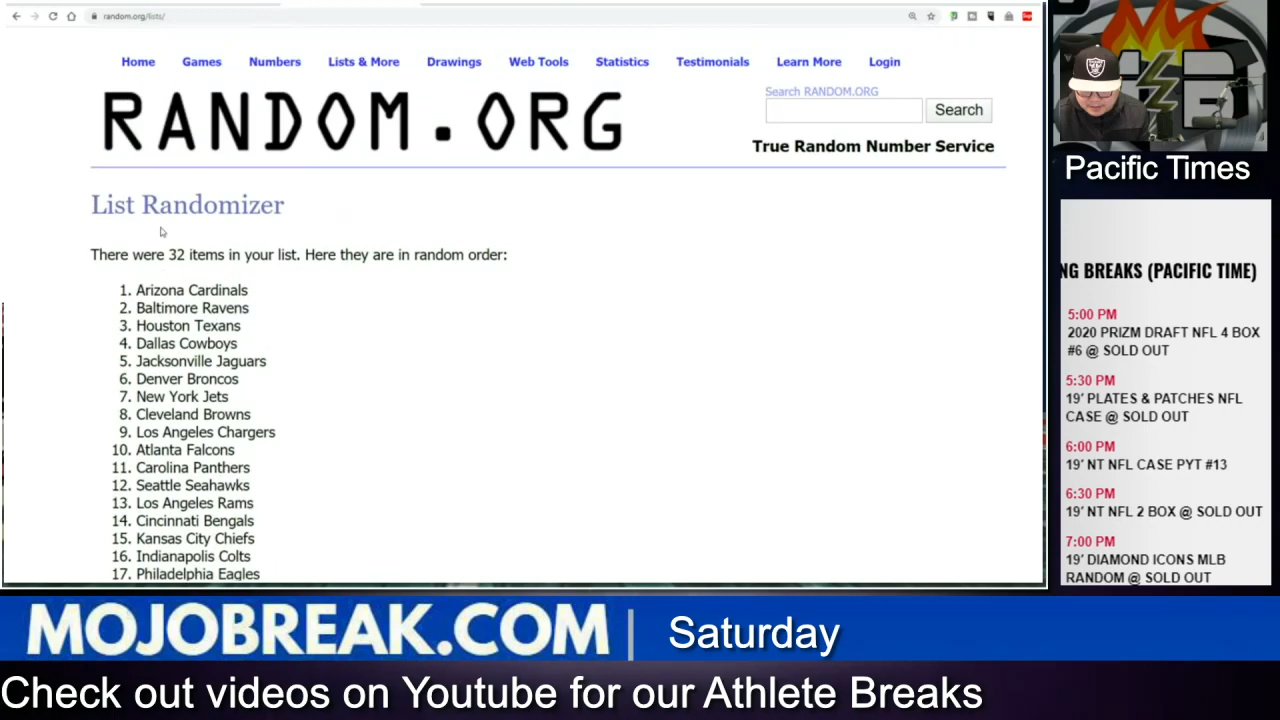 random.org/lists/
Home Games Numbers Lists & More Drawings Web Tools Statistics Testimonials Learn More Login
RANDOM.ORG
Search RANDOM.ORG
Search
True Random Number Service
List Randomizer
There were 32 items in your list. Here they are in random order:
1. Arizona Cardinals
2. Baltimore Ravens
3. Houston Texans
4. Dallas Cowboys
5. Jacksonville Jaguars
6. Denver Broncos
7. New York Jets
8. Cleveland Browns
9. Los Angeles Chargers
10. Atlanta Falcons
11. Carolina Panthers
12. Seattle Seahawks
13. Los Angeles Rams
14. Cincinnati Bengals
15. Kansas City Chiefs
16. Indianapolis Colts
17. Philadelphia Eagles
Pacific Times
NG BREAKS (PACIFIC TIME)
5:00 PM
2020 PRIZM DRAFT NFL 4 BOX
#6 @ SOLD OUT
5:30 PM
19' PLATES & PATCHES NFL
CASE @ SOLD OUT
6:00 PM
19' NT NFL CASE PYT #13
6:30 PM
19' NT NFL 2 BOX @ SOLD OUT
7:00 PM
19' DIAMOND ICONS MLB
RANDOM @ SOLD OUT
MOJOBREAK.COM | Saturday
Check out videos on Youtube for our Athlete Breaks